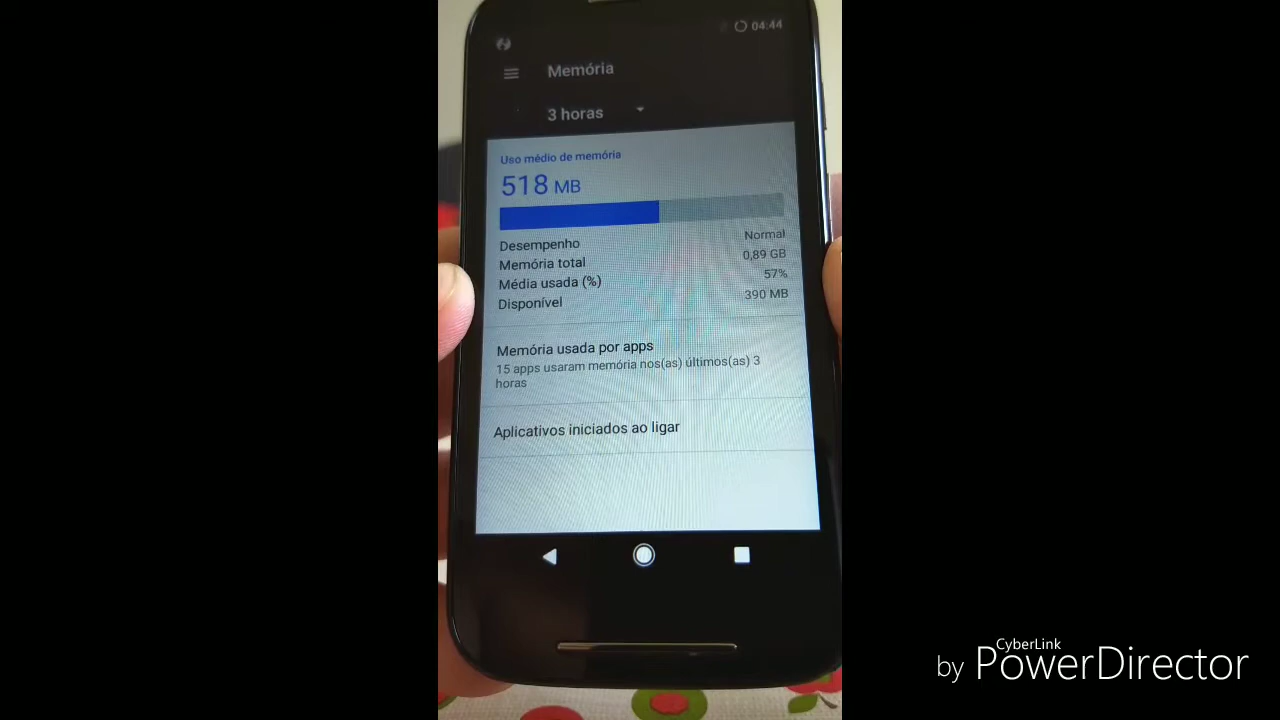 04:44
Memória
3 horas
Uso médio de memória
518 MB
Desempenho Normal
Memória total 0,89 GB
Média usada (%) 57%
Disponível 390 MB
Memória usada por apps
15 apps usaram memória nos(as) últimos(as) 3
horas
Aplicativos iniciados ao ligar
CyberLink
by PowerDirector